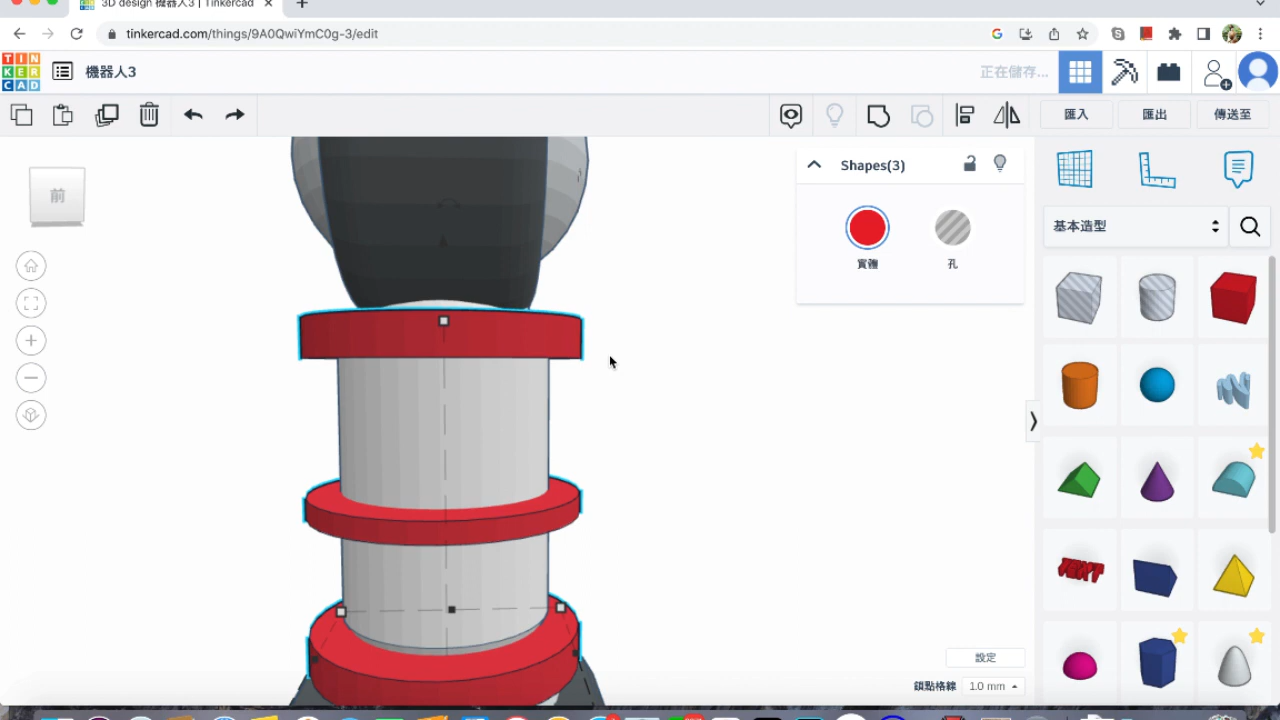 3D design 機器人3 | Tinkercad
tinkercad.com/things/9A0QwiYmC0g-3/edit
TIN
KER
CAD
機器人3
正在儲存...
匯入
匯出
傳送至
前
Shapes(3)
實體
孔
基本造型
TEXT
設定
鎖點格線
1.0 mm